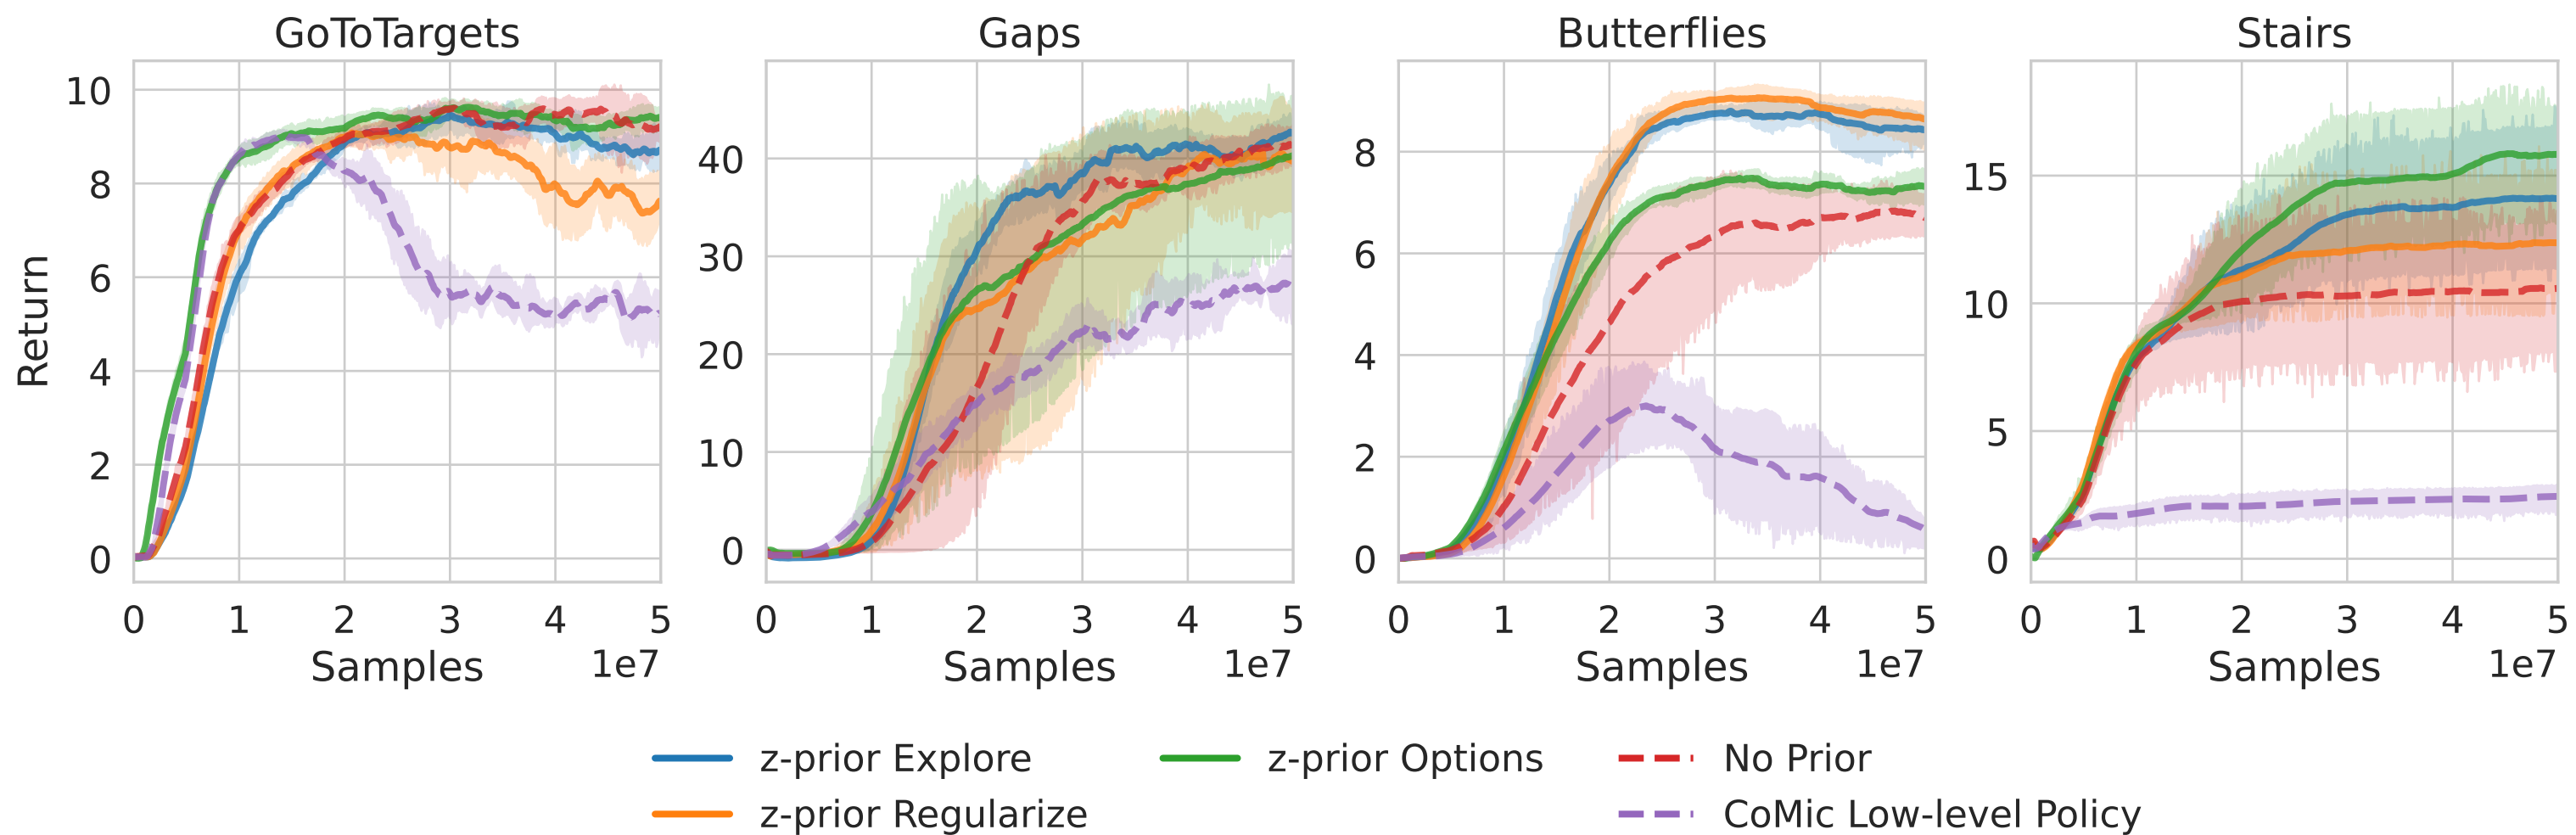 GoToTargets
Gaps
Butterflies
Stairs
Return
10
8
6
4
2
0
0 1 2 3 4 5
Samples
1e7
40
30
20
10
0
0 1 2 3 4 5
Samples
1e7
8
6
4
2
0
0 1 2 3 4 5
Samples
1e7
15
10
5
0
0 1 2 3 4 5
Samples
1e7
z-prior Explore
z-prior Regularize
z-prior Options
No Prior
CoMic Low-level Policy